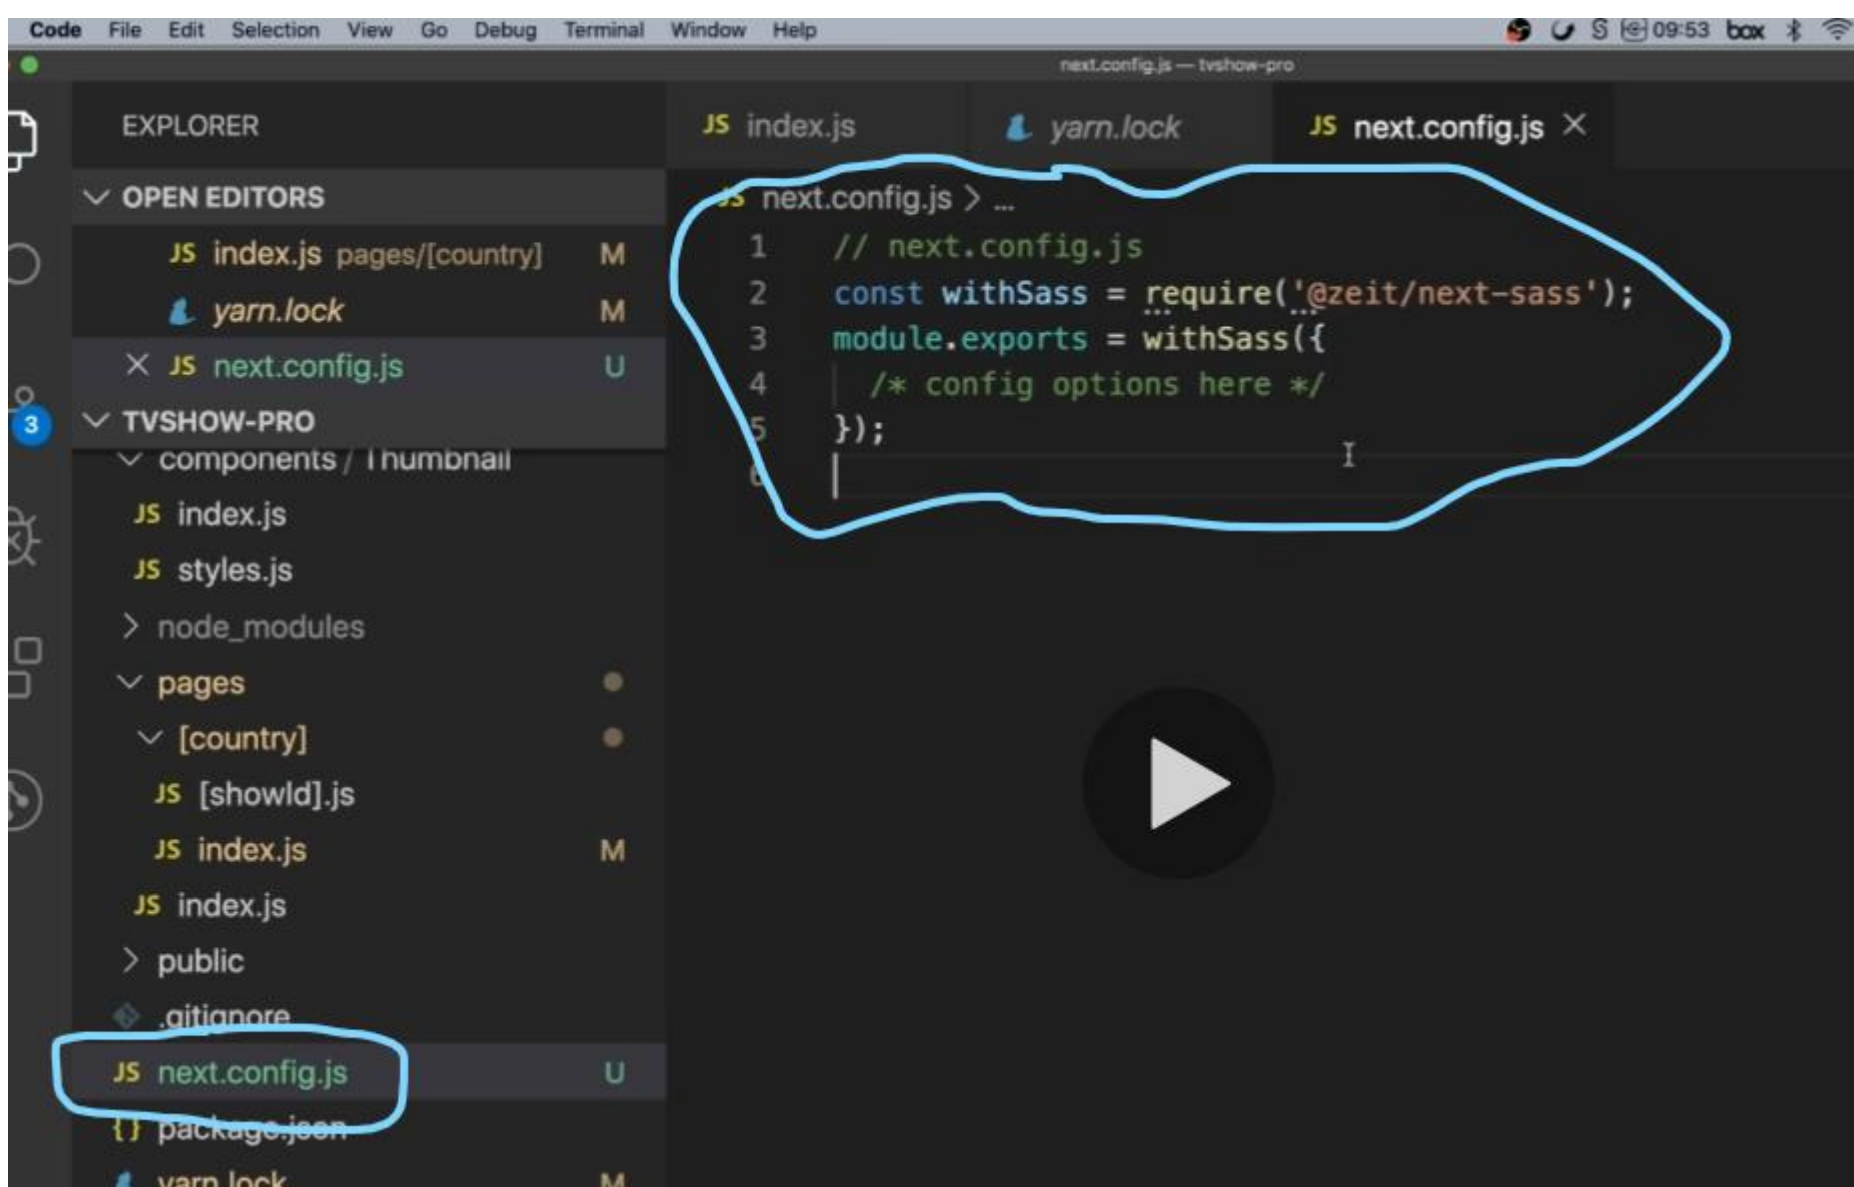 Code File Edit Selection View Go Debug Terminal Window Help 09:53 box
next.config.js — tvshow-pro
EXPLORER
OPEN EDITORS
JS index.js pages/[country] M
yarn.lock M
JS next.config.js U
3
TVSHOW-PRO
components / Thumbnail
JS index.js
JS styles.js
node_modules
pages
[country]
JS [showId].js
JS index.js M
JS index.js
public
.gitignore
JS next.config.js U
{} package.json
yarn.lock M
JS index.js yarn.lock JS next.config.js
JS next.config.js > ...
1 // next.config.js
2 const withSass = require('@zeit/next-sass');
3 module.exports = withSass({
4 /* config options here */
5 });
6